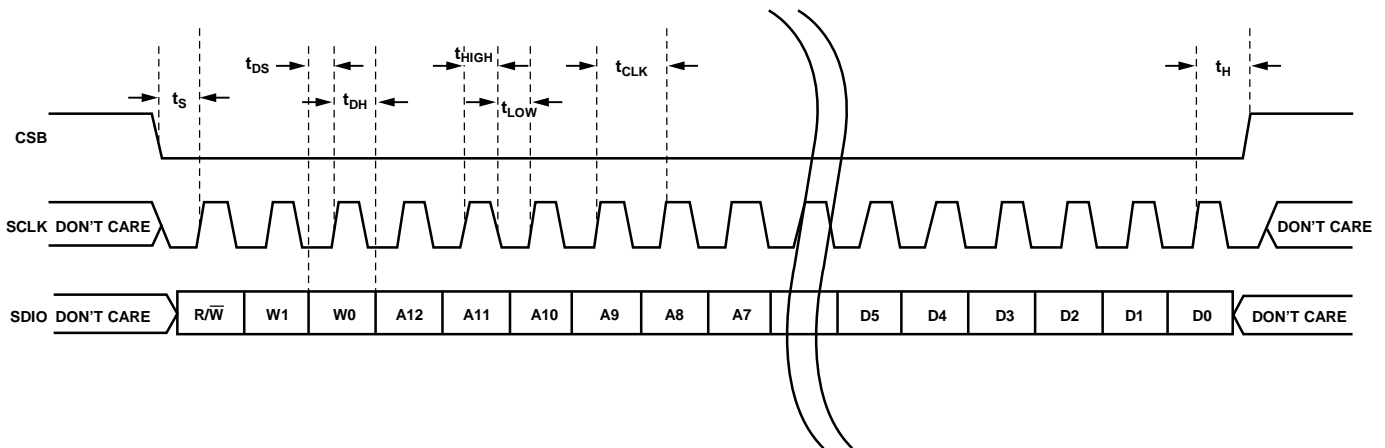 tDS
tHIGH
tCLK
tH
tS
tDH
tLOW
CSB
SCLK DON'T CARE
DON'T CARE
SDIO DON'T CARE R/W̅ W1 W0 A12 A11 A10 A9 A8 A7 D5 D4 D3 D2 D1 D0 DON'T CARE